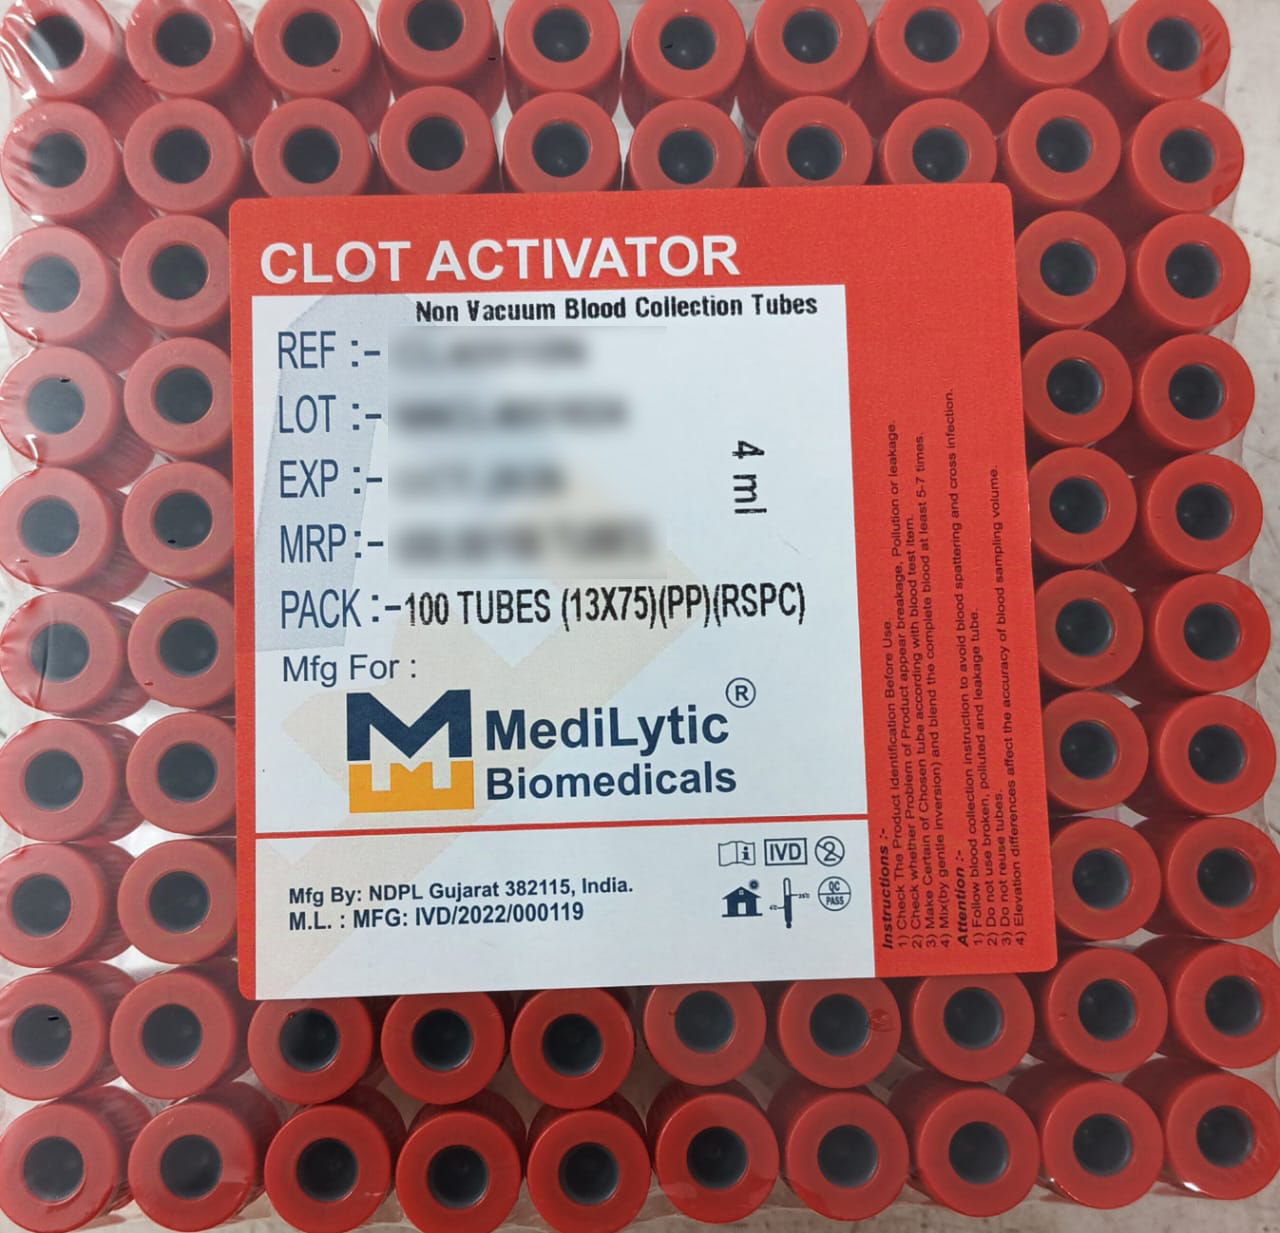 CLOT ACTIVATOR
Non Vacuum Blood Collection Tubes
REF :-
LOT :-
EXP :-
MRP :-
4 ml
PACK :-100 TUBES (13X75)(PP)(RSPC)
Mfg For :
MediLytic ®
Biomedicals
Mfg By: NDPL Gujarat 382115, India.
M.L. : MFG: IVD/2022/000119
IVD
2
QC
PASS
Instructions :-
1) Check The Product Identification Before Use.
2) Check whether Problem of Product appear breakage, Pollution or leakage.
3) Make Certain of Chosen tube according with blood test item.
4) Mix(by gentle inversion) and blend the complete blood at least 5-7 times.
Attention :-
1) Follow blood collection instruction to avoid blood spattering and cross infection.
2) Do not use broken, polluted and leakage tube.
3) Do not reuse tubes.
4) Elevation differences affect the accuracy of blood sampling volume.